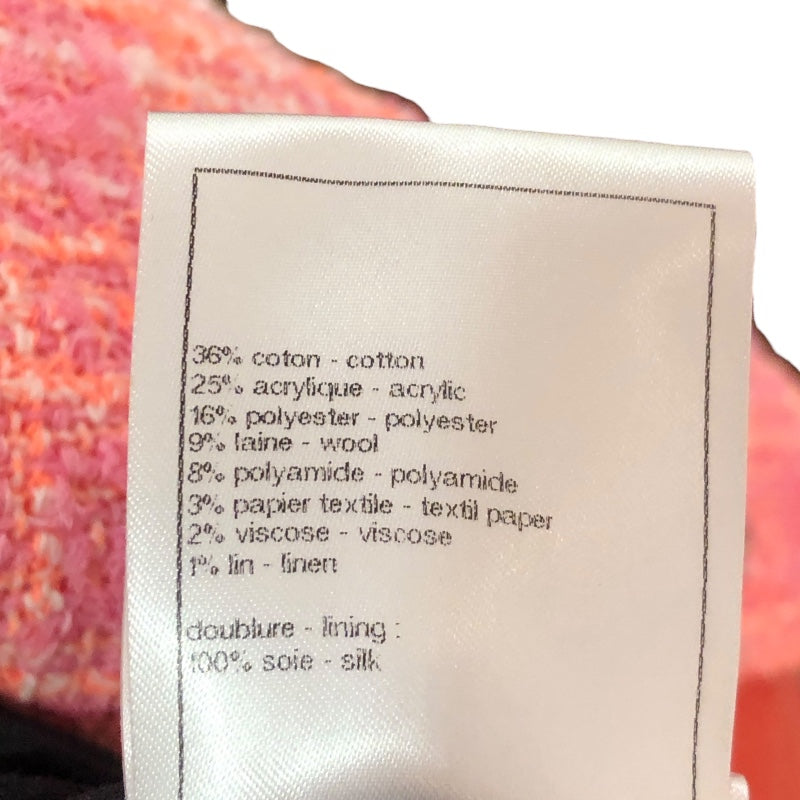 36% coton - cotton
25% acrylique - acrylic
16% polyester - polyester
9% laine - wool
8% polyamide - polyamide
3% papier textile - textil paper
2% viscose - viscose
1% lin - linen
doublure - lining :
100% soie - silk